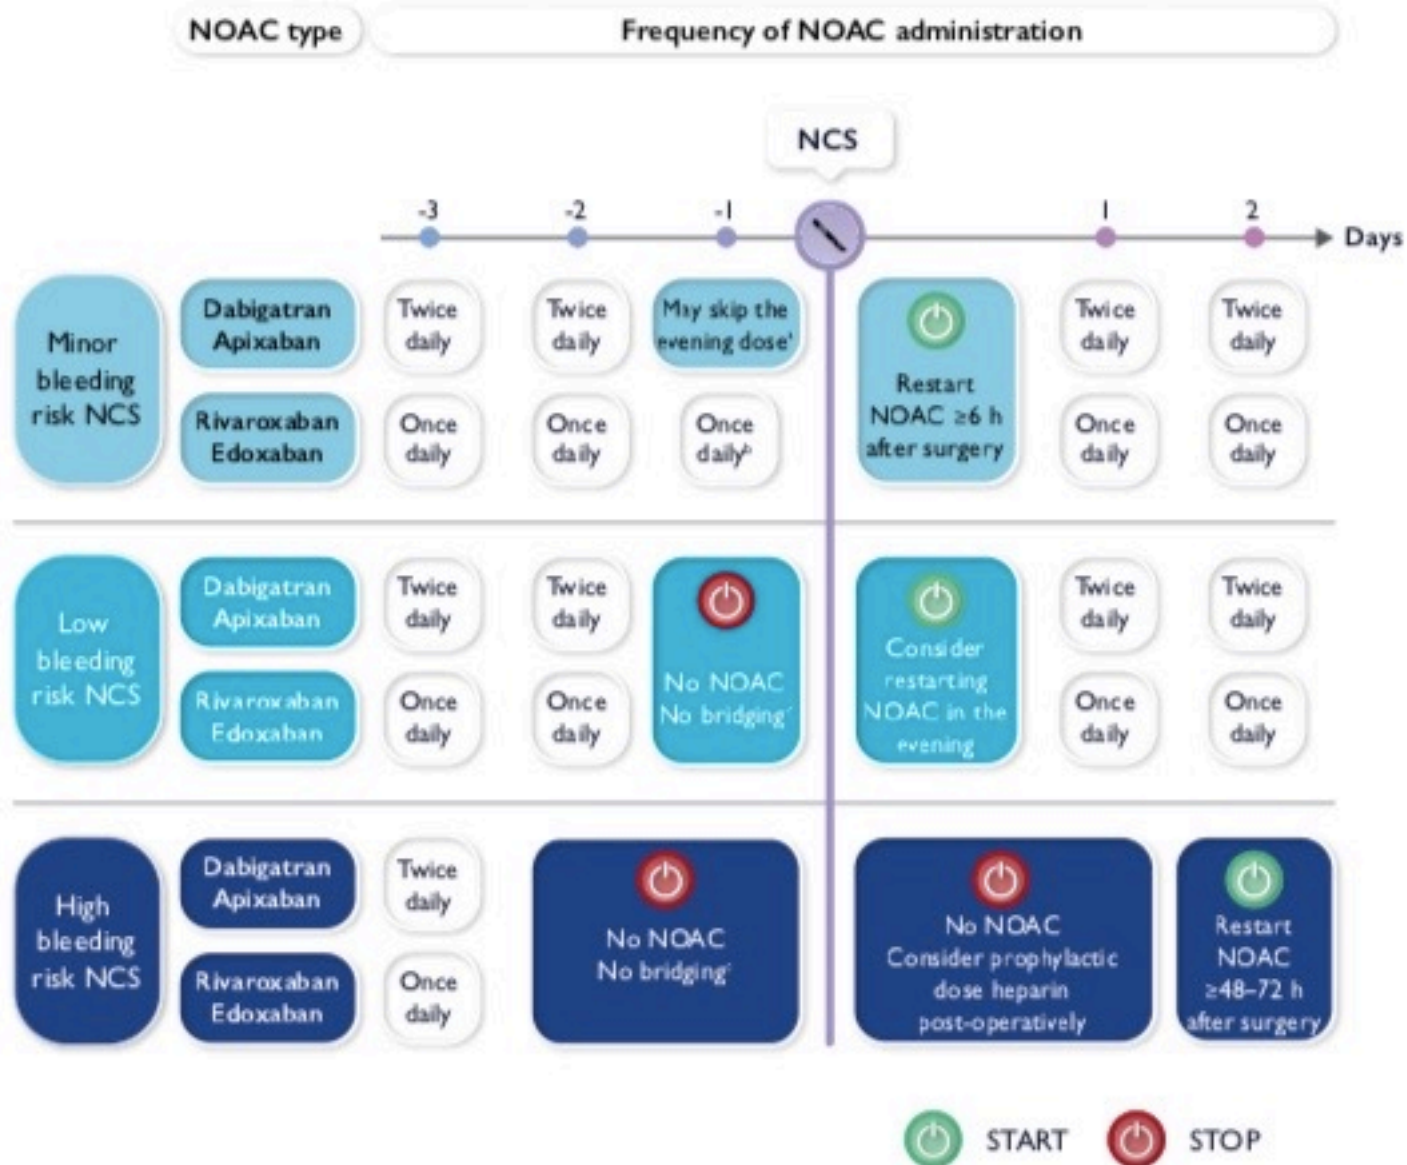 NOAC type
Frequency of NOAC administration
NCS
-3
-2
-1
1
2
Days
Minor
bleeding
risk NCS
Dabigatran
Apixaban
Twice
daily
Twice
daily
May skip the
evening doseᵃ
Restart
NOAC ≥6 h
after surgery
Twice
daily
Twice
daily
Rivaroxaban
Edoxaban
Once
daily
Once
daily
Once
dailyᵇ
Once
daily
Once
daily
Low
bleeding
risk NCS
Dabigatran
Apixaban
Twice
daily
Twice
daily
No NOAC
No bridgingᶜ
Consider
restarting
NOAC in the
evening
Twice
daily
Twice
daily
Rivaroxaban
Edoxaban
Once
daily
Once
daily
Once
daily
Once
daily
High
bleeding
risk NCS
Dabigatran
Apixaban
Twice
daily
No NOAC
No bridgingᶜ
No NOAC
Consider prophylactic
dose heparin
post-operatively
Restart
NOAC
≥48–72 h
after surgery
Rivaroxaban
Edoxaban
Once
daily
START
STOP